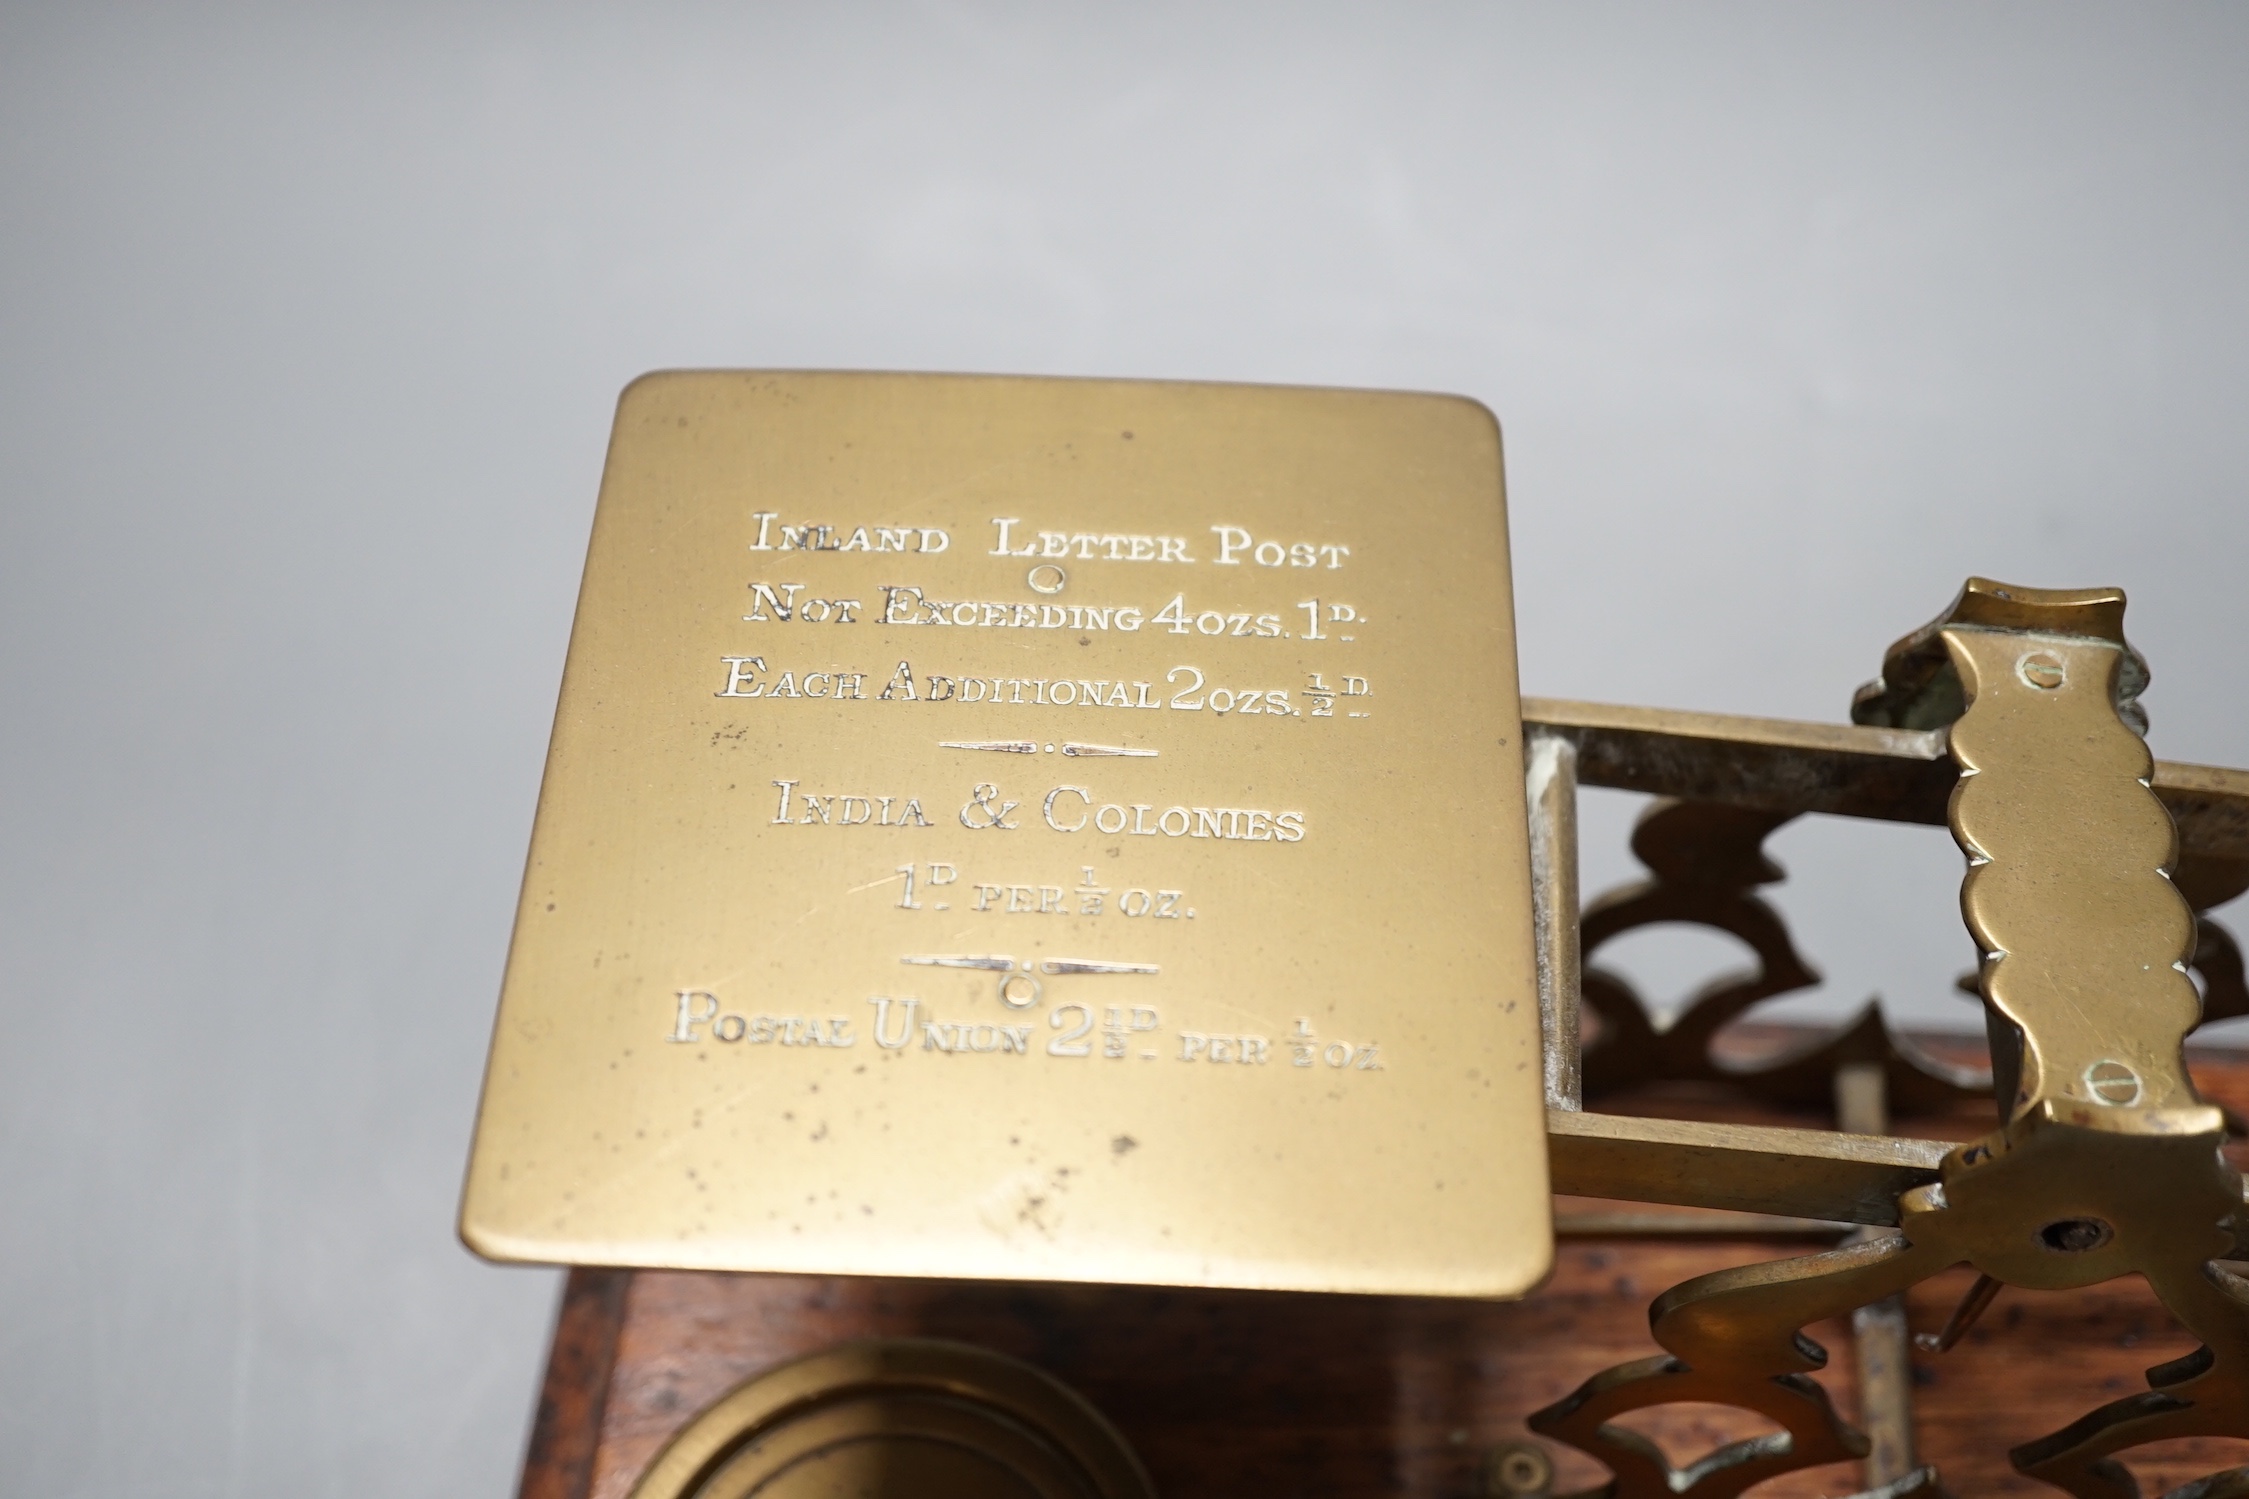 INLAND LETTER POST
NOT EXCEEDING 4OZS. 1D.
EACH ADDITIONAL 2OZS. ½D.
INDIA & COLONIES
1D PER ½ OZ.
POSTAL UNION 2½D PER ½ OZ